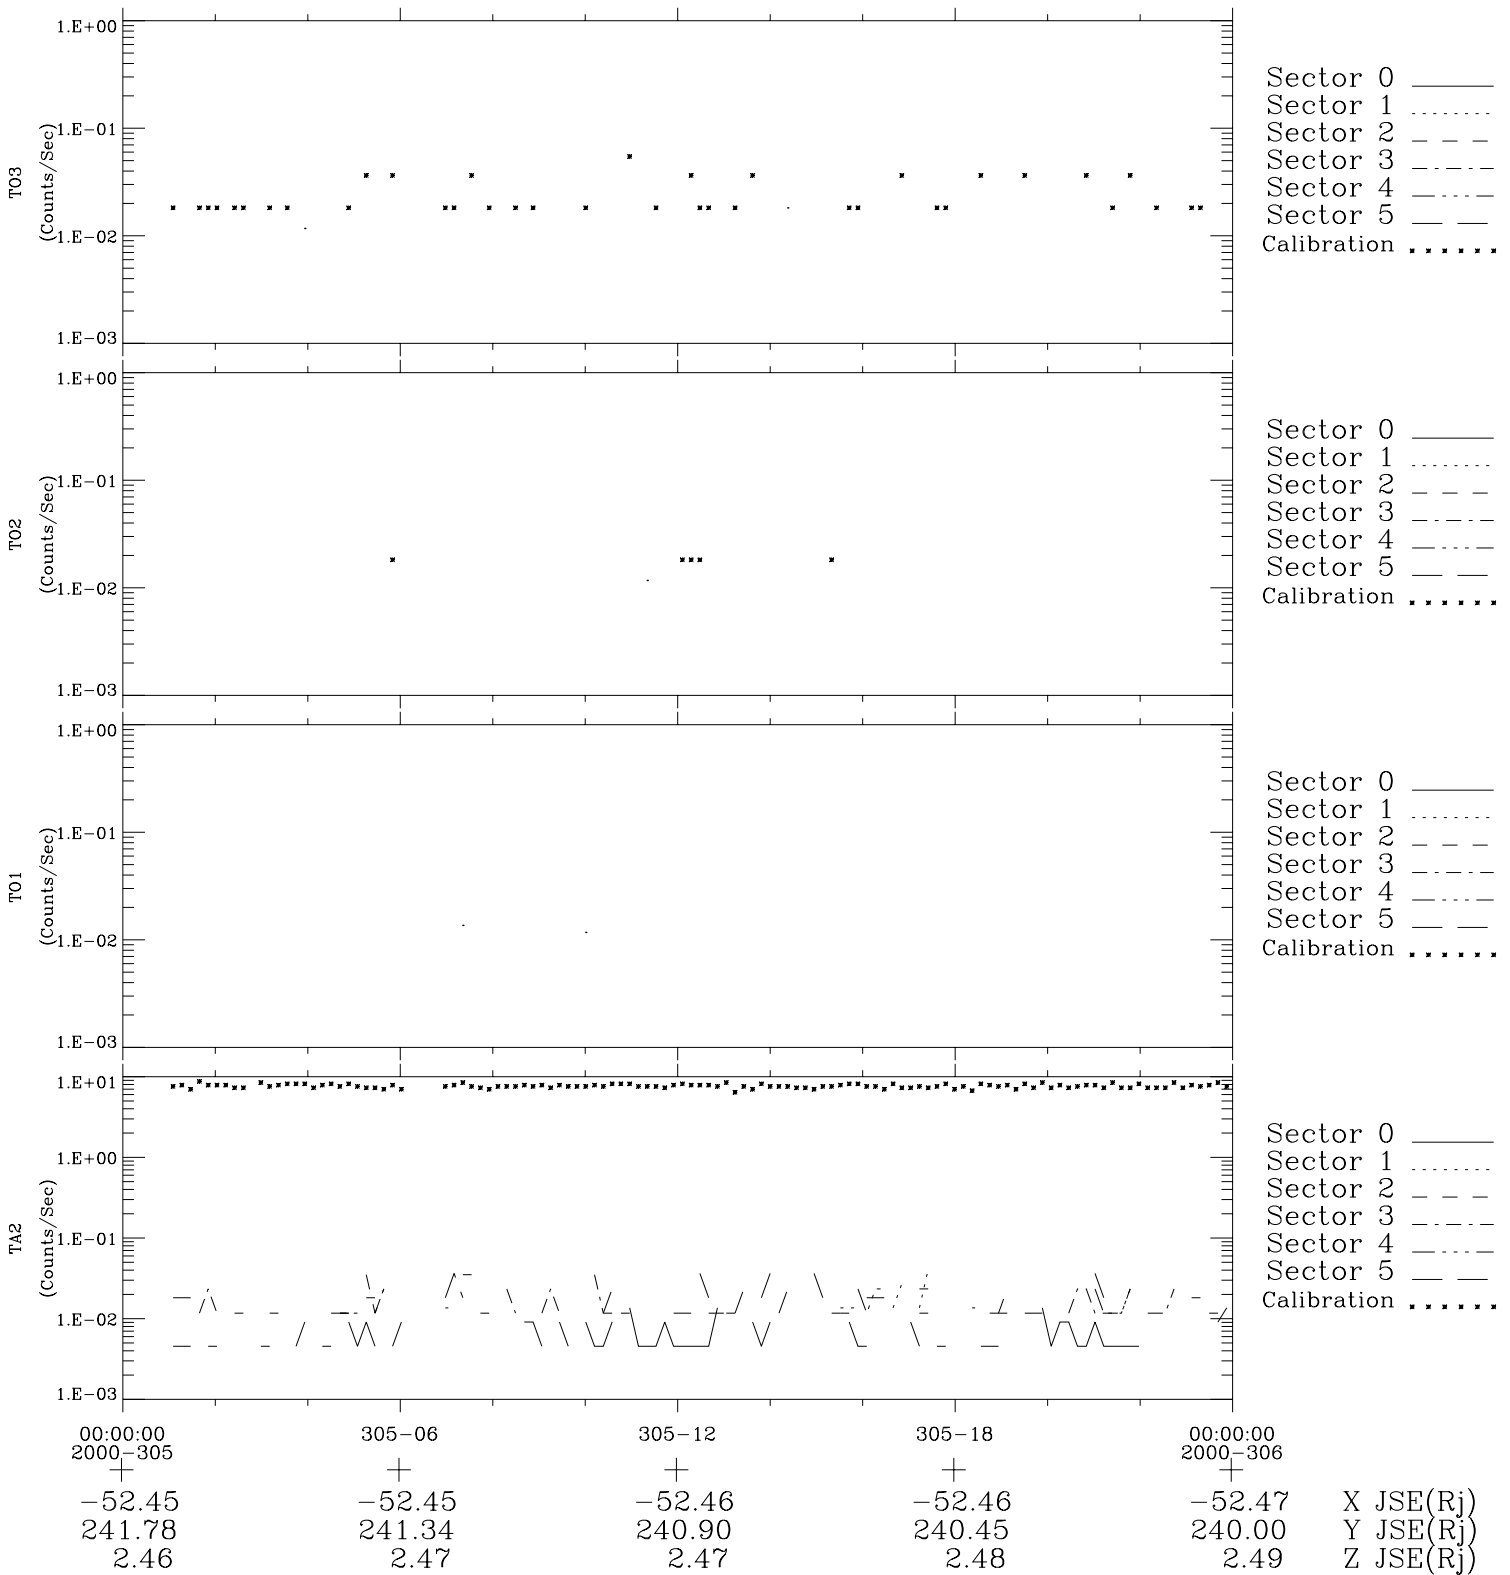 1.E+00
1.E-01
1.E-02
1.E-03
TO3
(Counts/Sec)
Sector 0
Sector 1
Sector 2
Sector 3
Sector 4
Sector 5
Calibration
1.E+00
1.E-01
1.E-02
1.E-03
TO2
(Counts/Sec)
Sector 0
Sector 1
Sector 2
Sector 3
Sector 4
Sector 5
Calibration
1.E+00
1.E-01
1.E-02
1.E-03
TO1
(Counts/Sec)
Sector 0
Sector 1
Sector 2
Sector 3
Sector 4
Sector 5
Calibration
1.E+01
1.E+00
1.E-01
1.E-02
1.E-03
TA2
(Counts/Sec)
Sector 0
Sector 1
Sector 2
Sector 3
Sector 4
Sector 5
Calibration
00:00:00 305-06 305-12 305-18 00:00:00
2000-305 2000-306
-52.45 -52.45 -52.46 -52.46 -52.47 X JSE(Rj)
241.78 241.34 240.90 240.45 240.00 Y JSE(Rj)
2.46 2.47 2.47 2.48 2.49 Z JSE(Rj)